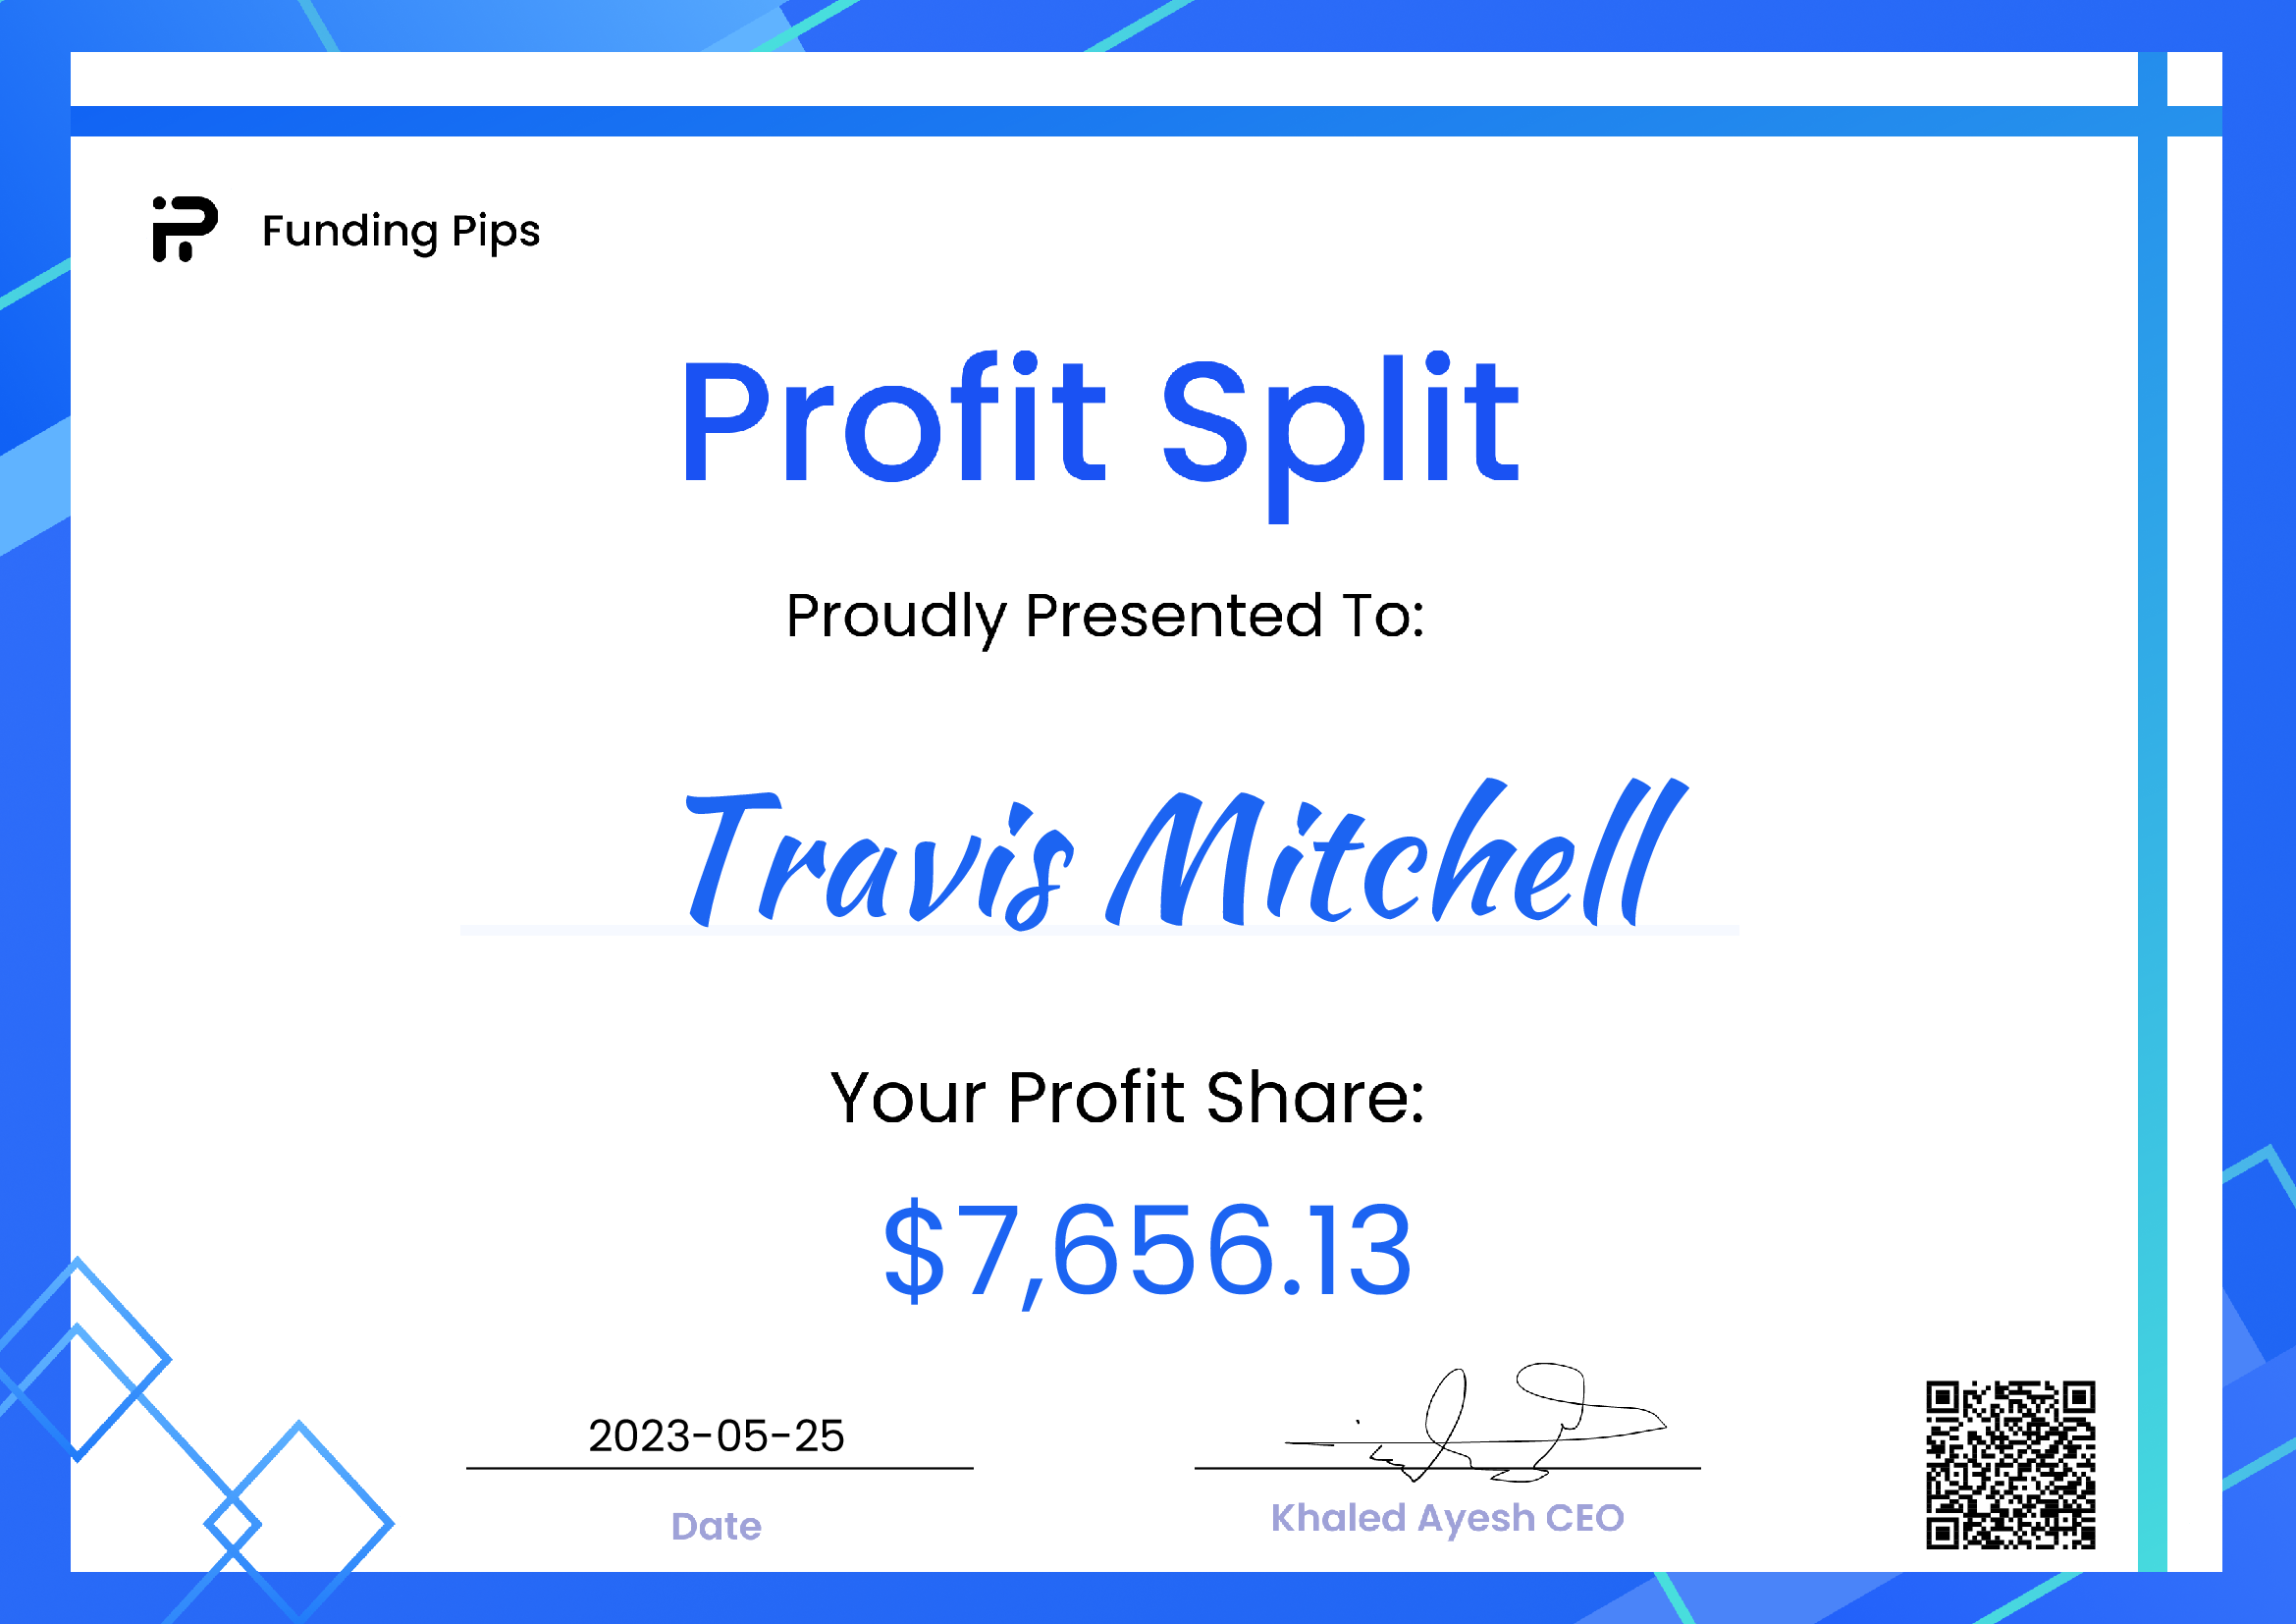 Funding Pips
Profit Split
Proudly Presented To:
Travis Mitchell
Your Profit Share:
$7,656.13
2023-05-25
Date
Khaled Ayesh CEO